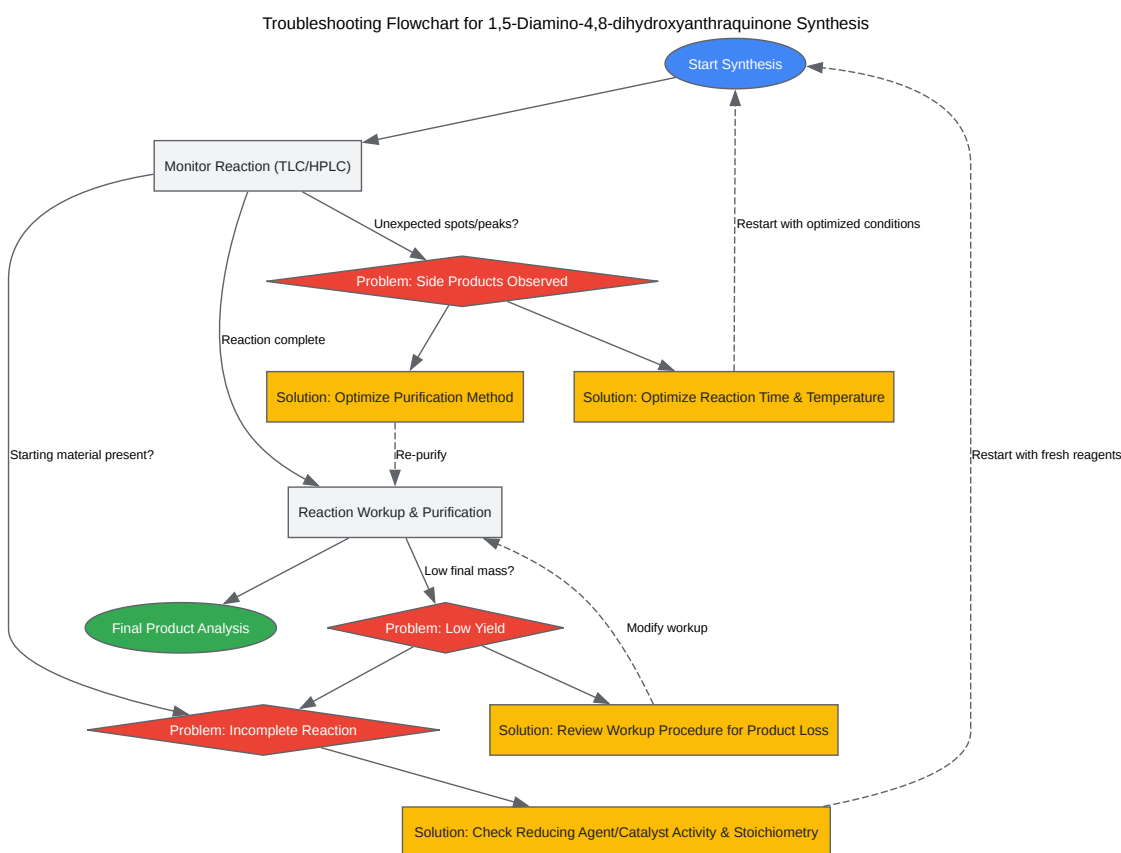 Troubleshooting Flowchart for 1,5-Diamino-4,8-dihydroxyanthraquinone Synthesis
Start Synthesis
Monitor Reaction (TLC/HPLC)
Unexpected spots/peaks?
Restart with optimized conditions
Problem: Side Products Observed
Reaction complete
Solution: Optimize Purification Method
Solution: Optimize Reaction Time & Temperature
Starting material present?
Re-purify
Restart with fresh reagents
Reaction Workup & Purification
Low final mass?
Final Product Analysis
Problem: Low Yield
Modify workup
Problem: Incomplete Reaction
Solution: Review Workup Procedure for Product Loss
Solution: Check Reducing Agent/Catalyst Activity & Stoichiometry